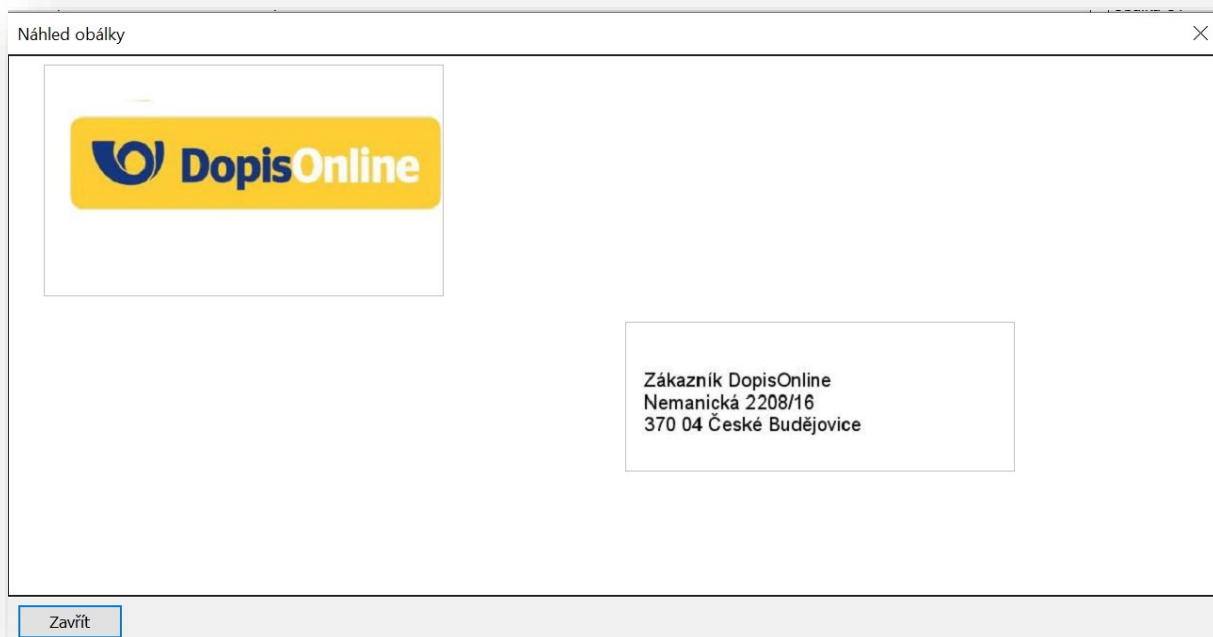 Náhled obálky
DopisOnline
Zákazník DopisOnline
Nemanická 2208/16
370 04 České Budějovice
Zavřít